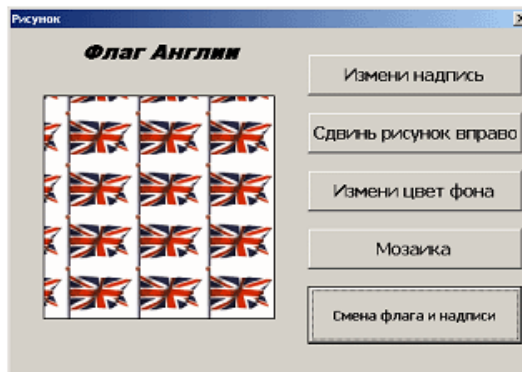 Рисунок
Флаг Англии
Измени надпись
Сдвинь рисунок вправо
Измени цвет фона
Мозаика
Смена флага и надписи